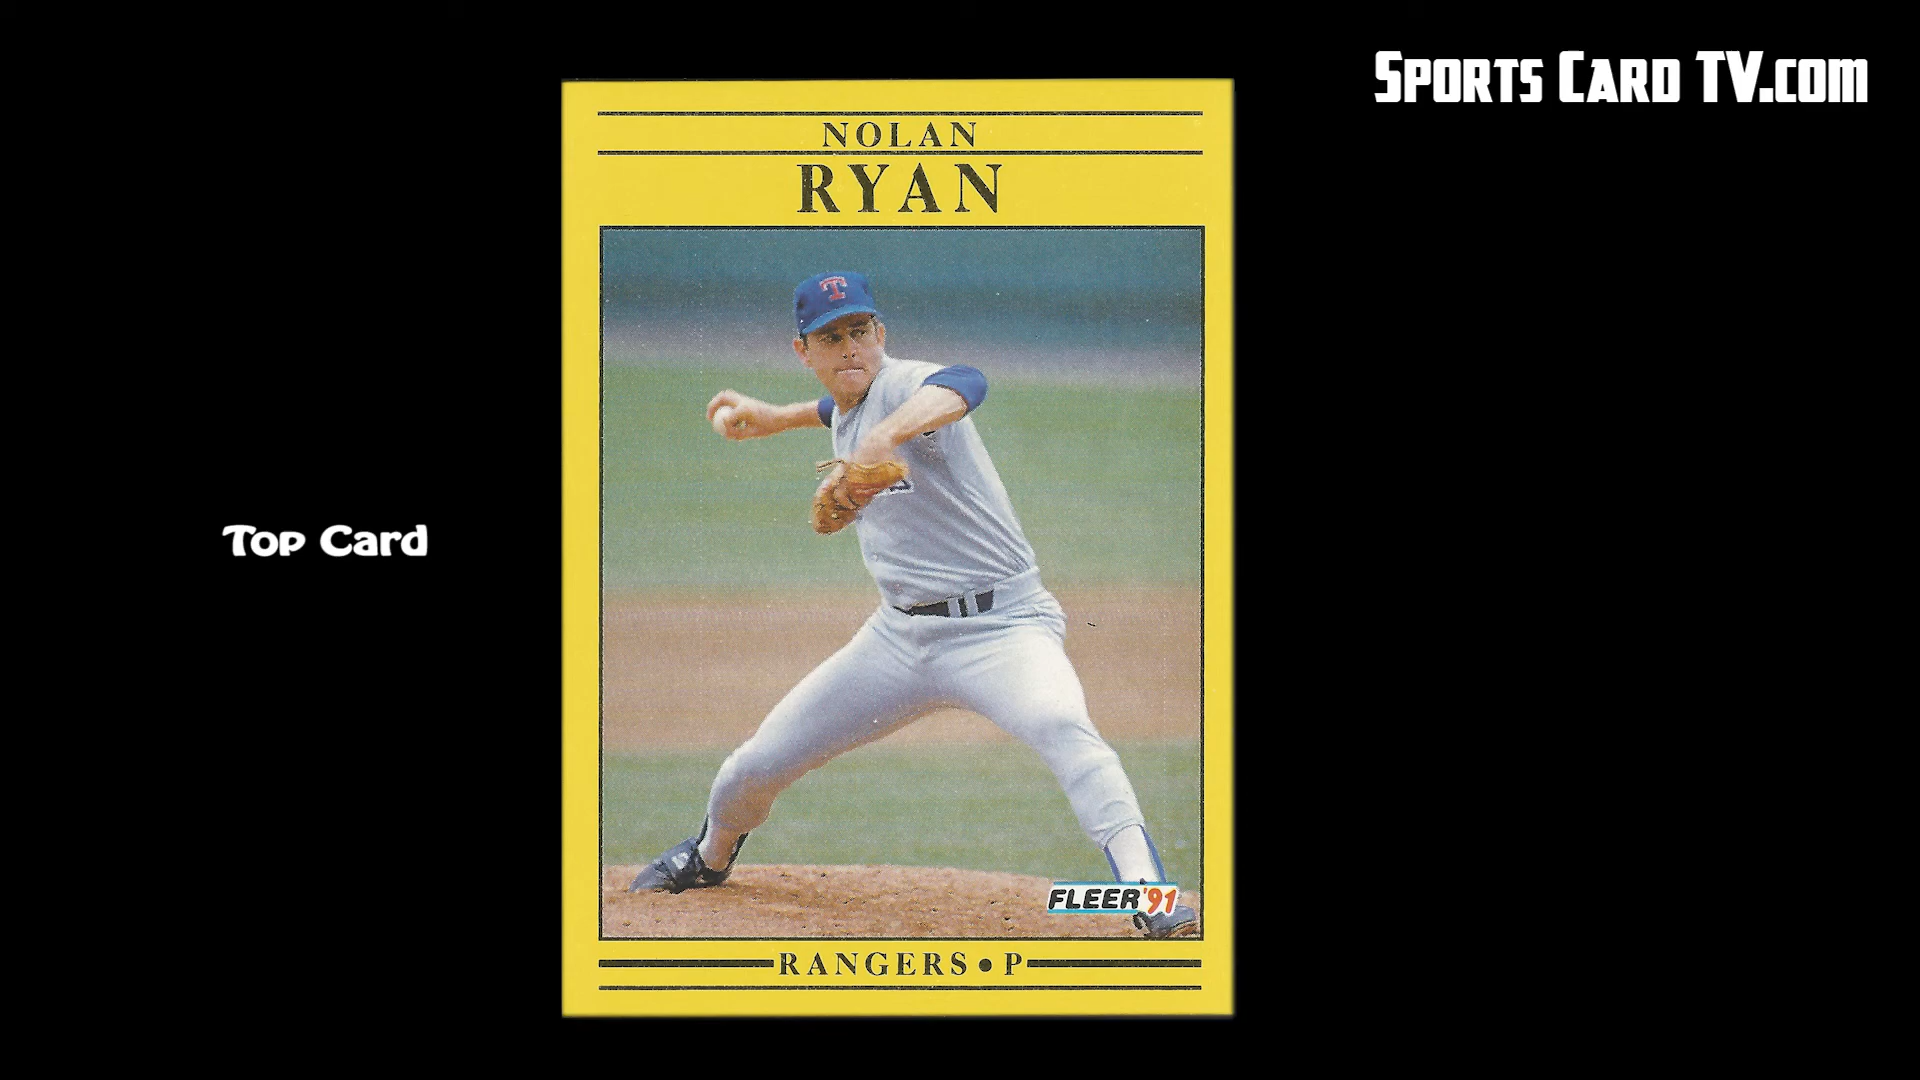 Sports Card TV.com
NOLAN
RYAN
T
Top Card
FLEER '91
RANGERS • P